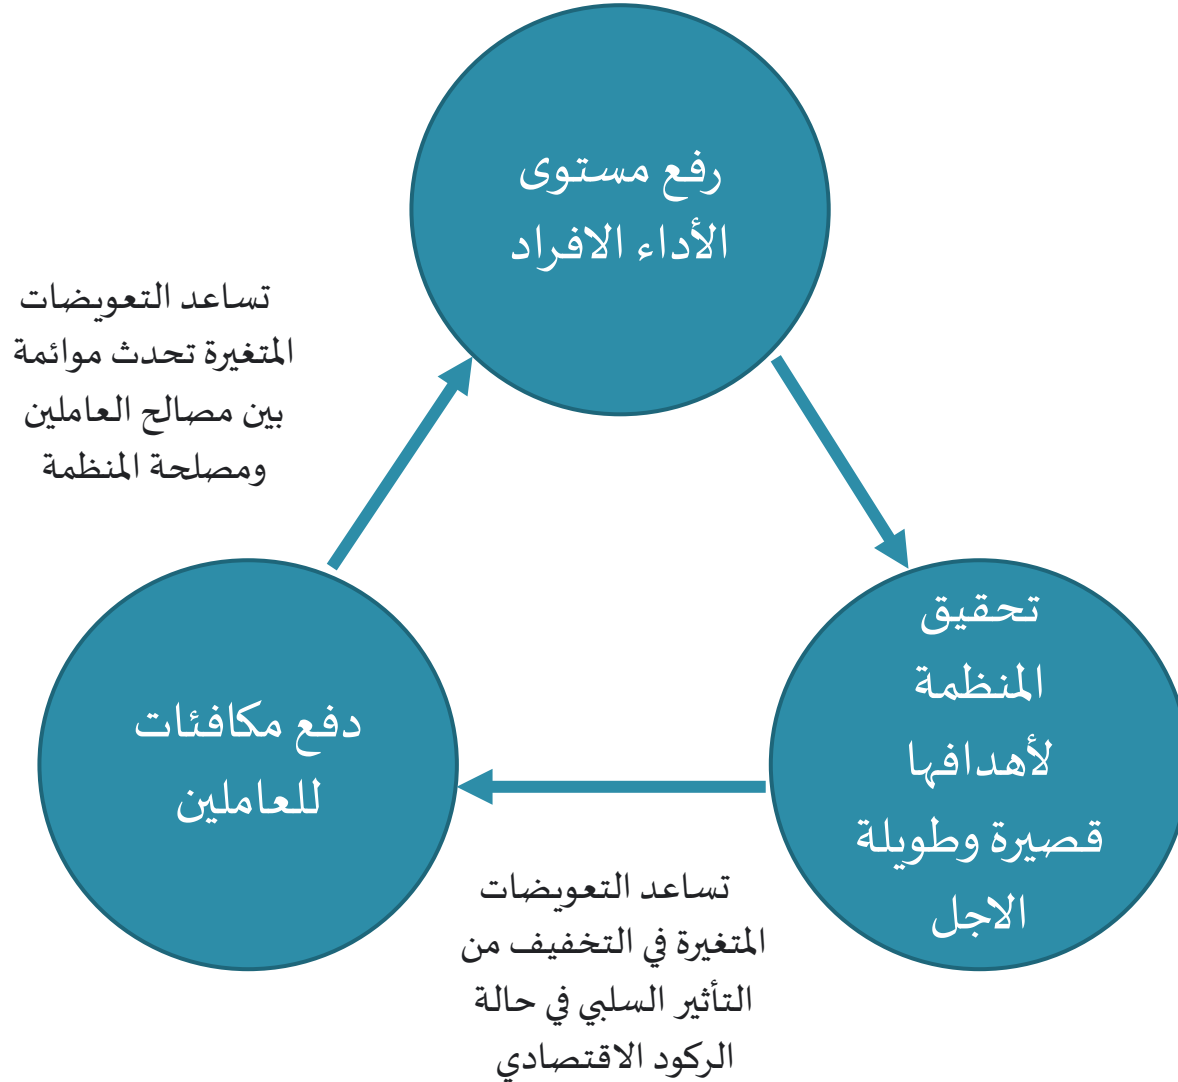 رفع مستوى
الأداء الافراد
تساعد التعويضات
المتغيرة تحدث موائمة
بين مصالح العاملين
ومصلحة المنظمة
تحقيق
المنظمة
لأهدافها
قصيرة وطويلة
الاجل
دفع مكافئات
للعاملين
تساعد التعويضات
المتغيرة في التخفيف من
التأثير السلبي في حالة
الركود الاقتصادي